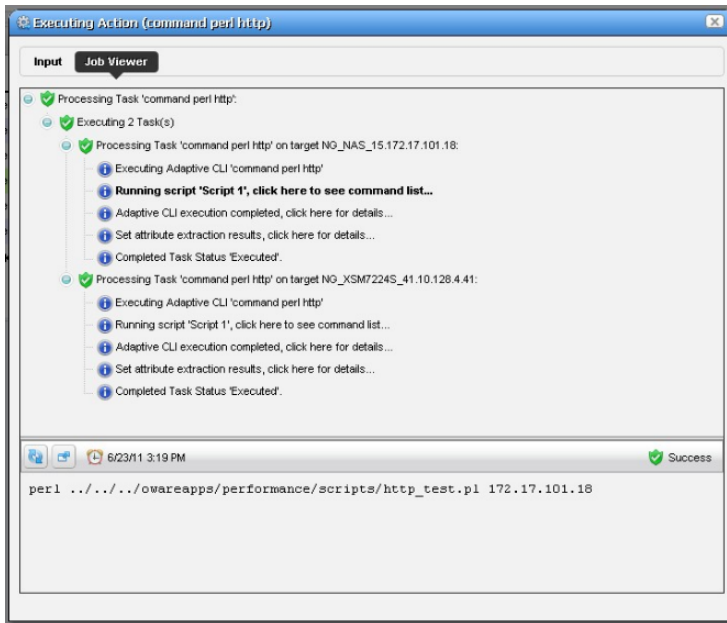 Executing Action (command perl http)
Input Job Viewer
Processing Task 'command perl http':
Executing 2 Task(s)
Processing Task 'command perl http' on target NG_NAS_15.172.17.101.18:
Executing Adaptive CLI 'command perl http'
Running script 'Script 1', click here to see command list...
Adaptive CLI execution completed, click here for details...
Set attribute extraction results, click here for details...
Completed Task Status 'Executed'.
Processing Task 'command perl http' on target NG_XSM7224S_41.10.128.4.41:
Executing Adaptive CLI 'command perl http'
Running script 'Script 1', click here to see command list...
Adaptive CLI execution completed, click here for details...
Set attribute extraction results, click here for details...
Completed Task Status 'Executed'.
6/23/11 3:19 PM Success
perl ../../../owareapps/performance/scripts/http_test.pl 172.17.101.18